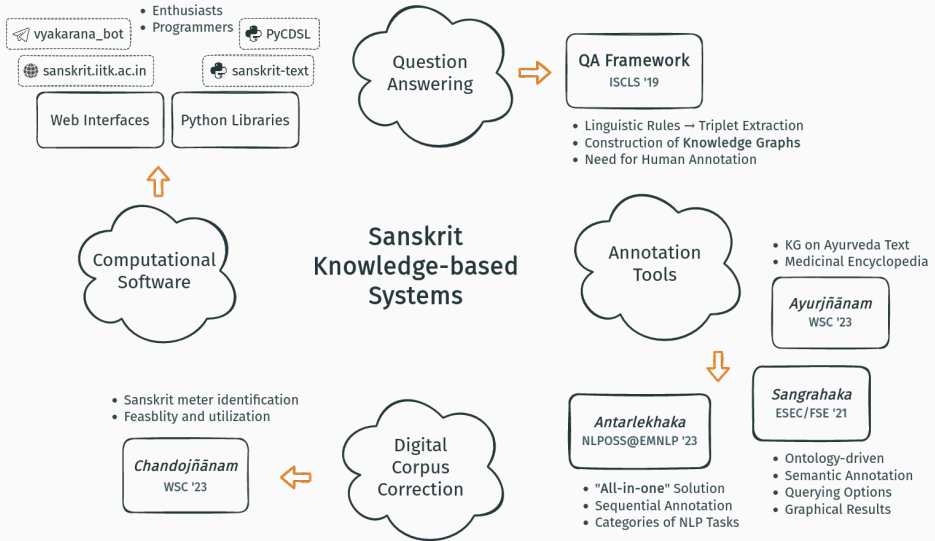 Enthusiasts
Programmers
vyakarana_bot
PyCDSL
sanskrit.iitk.ac.in
sanskrit-text
Web Interfaces
Python Libraries
Computational
Software
Question
Answering
QA Framework
ISCLS '19
Linguistic Rules → Triplet Extraction
Construction of Knowledge Graphs
Need for Human Annotation
Sanskrit
Knowledge-based
Systems
Annotation
Tools
KG on Ayurveda Text
Medicinal Encyclopedia
Ayurjñānam
WSC '23
Sangrahaka
ESEC/FSE '21
Ontology-driven
Semantic Annotation
Querying Options
Graphical Results
Antarlekhaka
NLPOSS@EMNLP '23
"All-in-one" Solution
Sequential Annotation
Categories of NLP Tasks
Digital
Corpus
Correction
Sanskrit meter identification
Feasblity and utilization
Chandojñānam
WSC '23